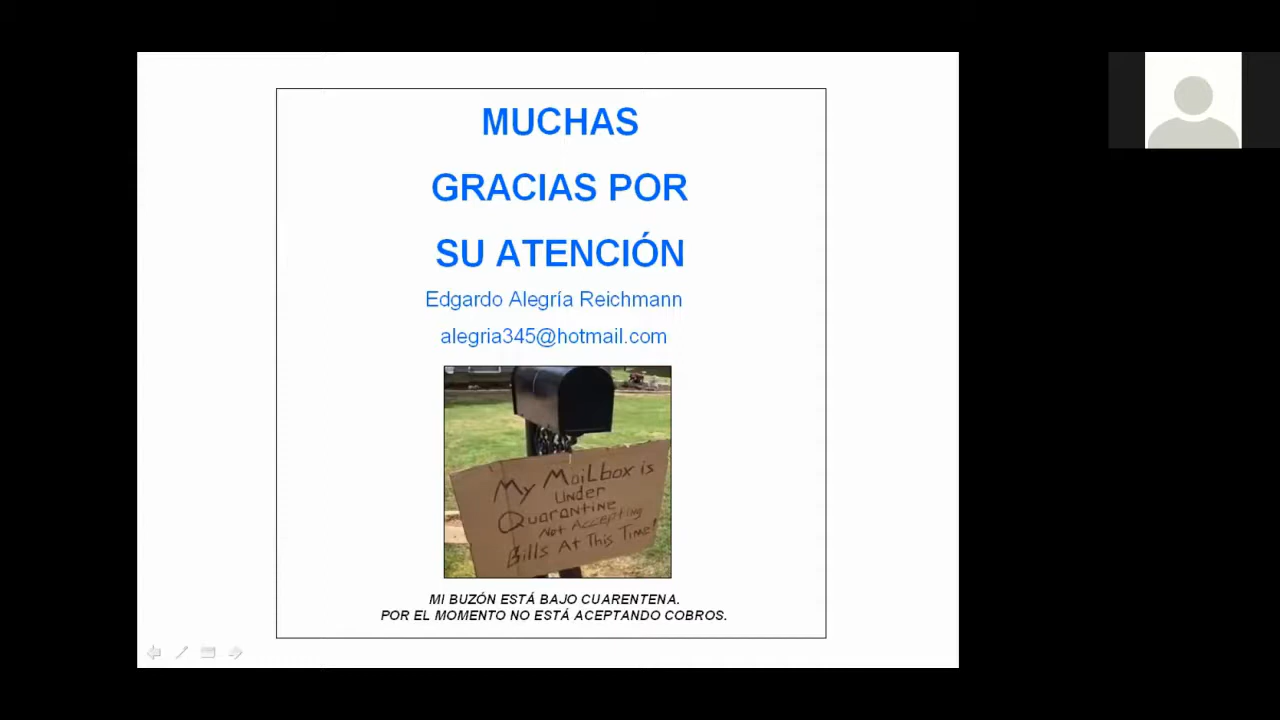 MUCHAS
GRACIAS POR
SU ATENCIÓN
Edgardo Alegría Reichmann
alegria345@hotmail.com
My MaiLbox is
UNDer
Quarantine
Not Accepting
Bills At This Time!
MI BUZÓN ESTÁ BAJO CUARENTENA.
POR EL MOMENTO NO ESTÁ ACEPTANDO COBROS.